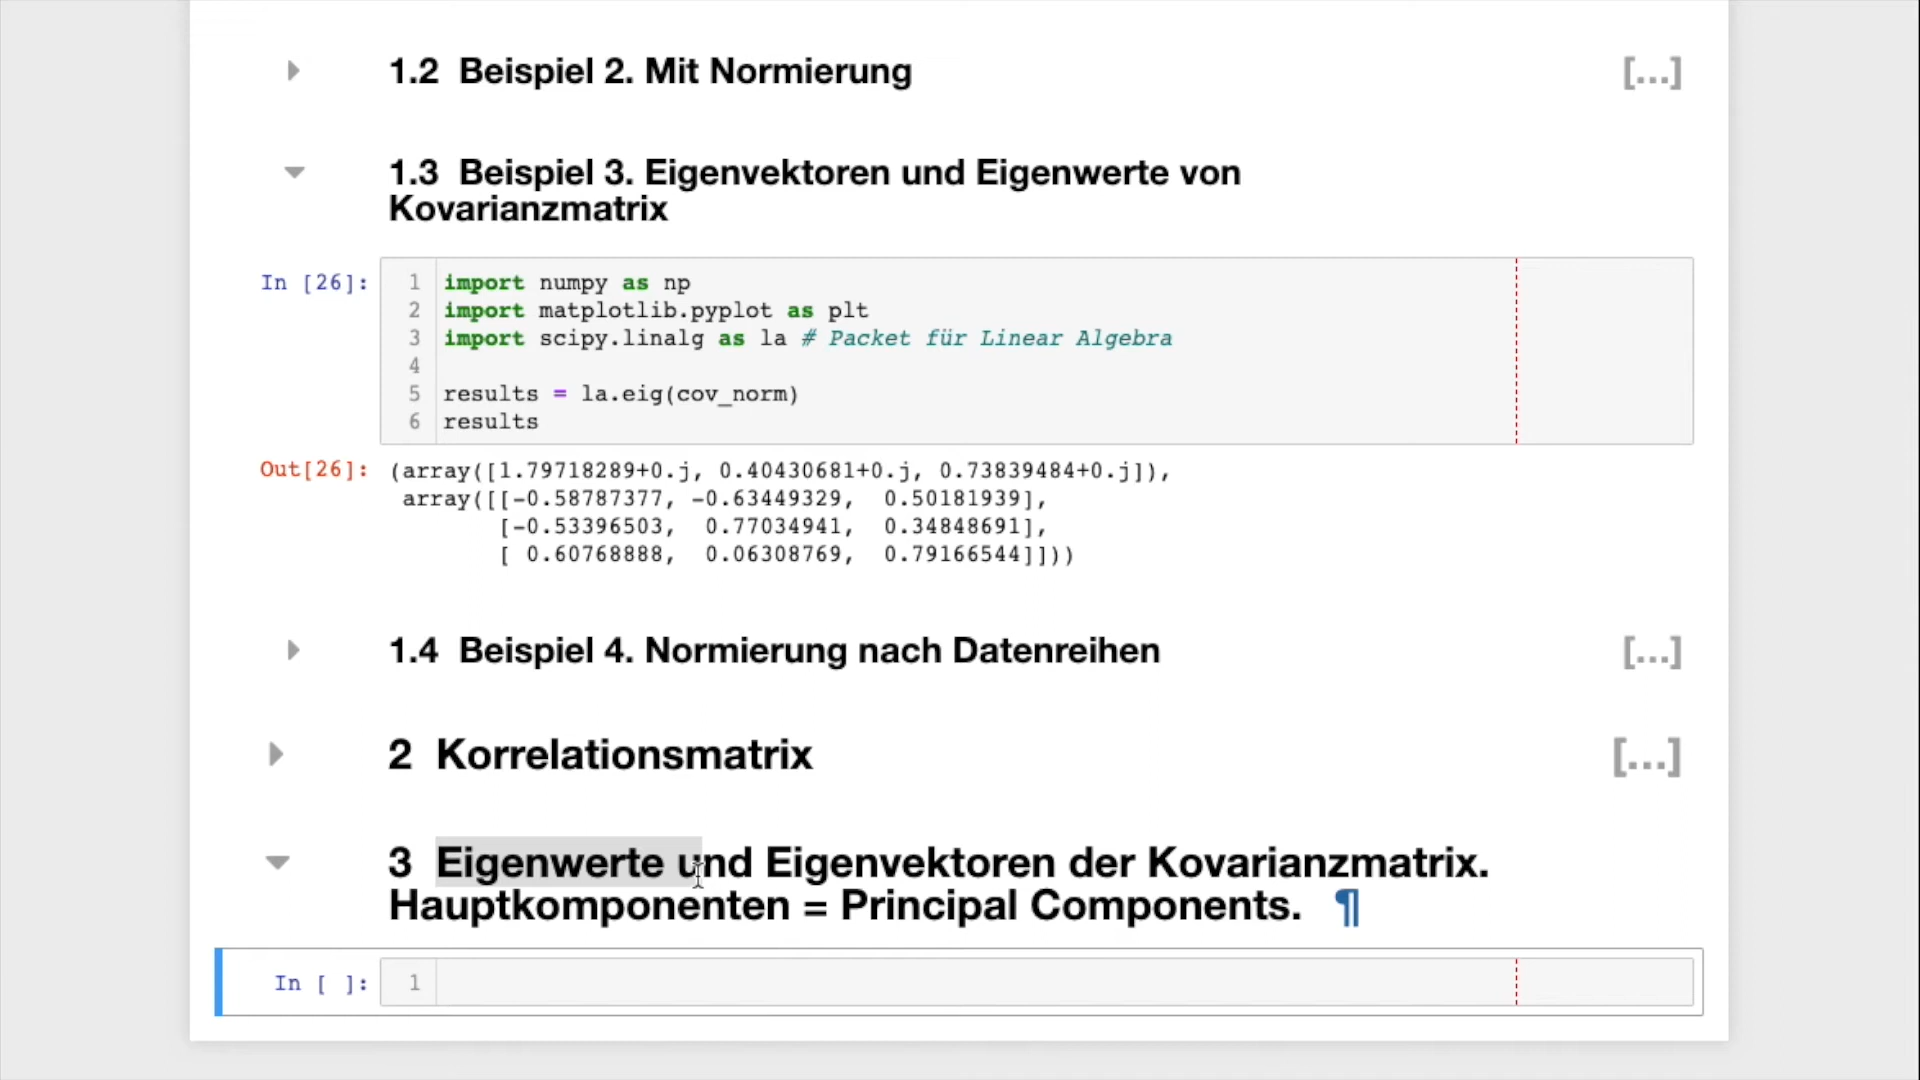 1.2 Beispiel 2. Mit Normierung [...]
1.3 Beispiel 3. Eigenvektoren und Eigenwerte von
Kovarianzmatrix
In [26]:
1 import numpy as np
2 import matplotlib.pyplot as plt
3 import scipy.linalg as la # Packet für Linear Algebra
4
5 results = la.eig(cov_norm)
6 results
Out[26]: (array([1.79718289+0.j, 0.40430681+0.j, 0.73839484+0.j]),
array([[-0.58787377, -0.63449329, 0.50181939],
[-0.53396503, 0.77034941, 0.34848691],
[ 0.60768888, 0.06308769, 0.79166544]]))
1.4 Beispiel 4. Normierung nach Datenreihen [...]
2 Korrelationsmatrix [...]
3 Eigenwerte und Eigenvektoren der Kovarianzmatrix.
Hauptkomponenten = Principal Components. ¶
In [ ]: 1